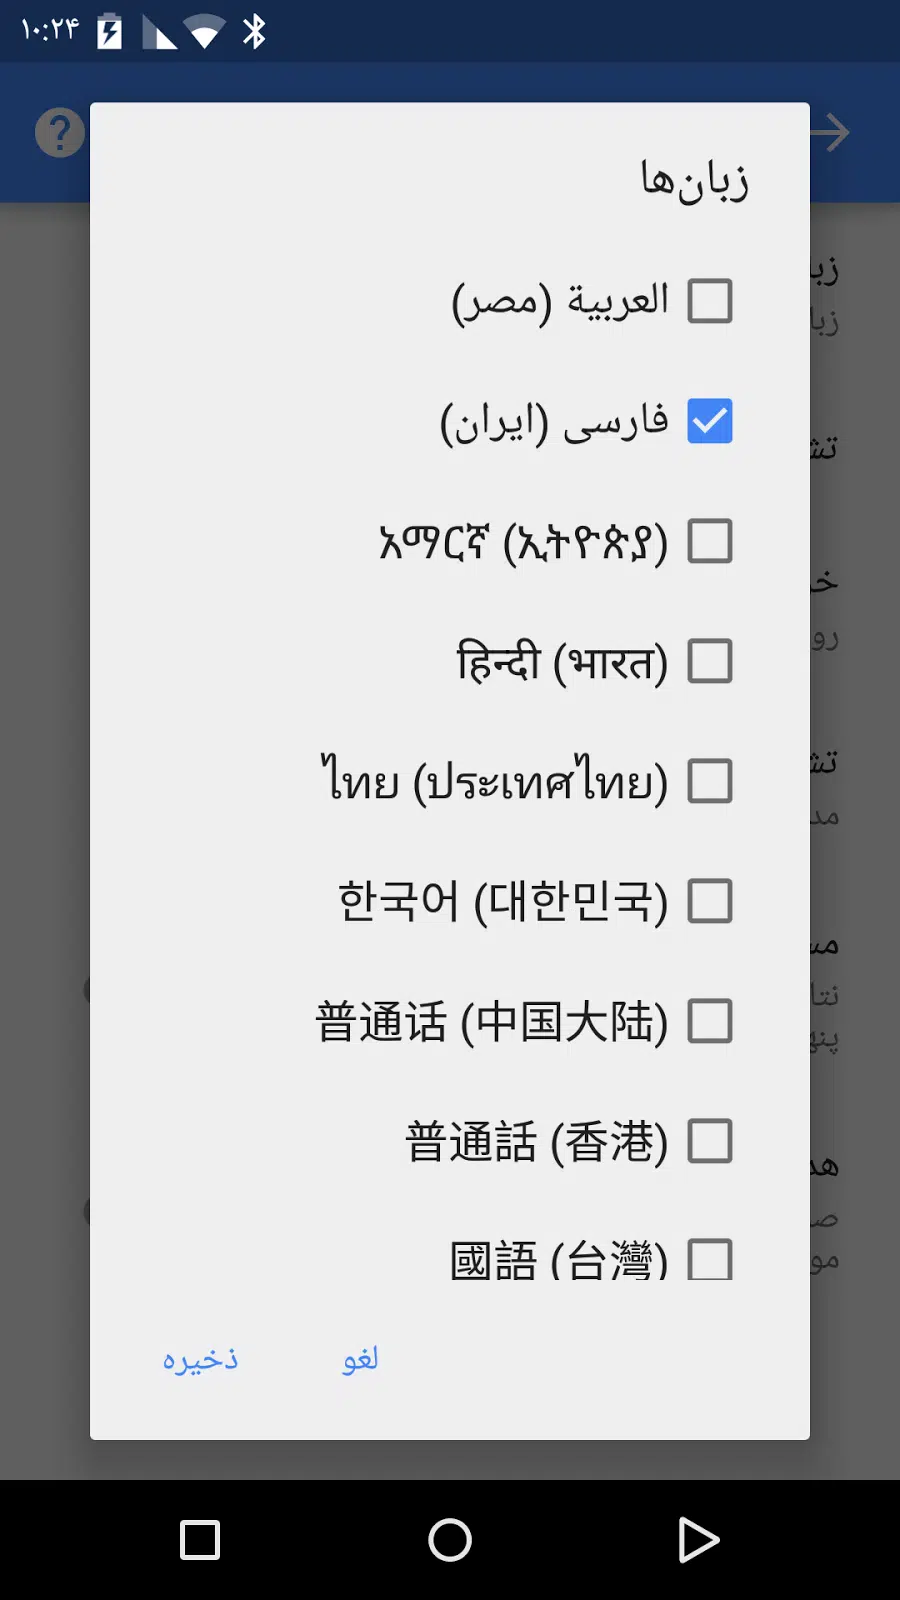 ۱۰:۲۴
زبان‌ها
العربية (مصر)
فارسی (ایران)
አማርኛ (ኢትዮጵያ)
हिन्दी (भारत)
ไทย (ประเทศไทย)
한국어 (대한민국)
普通话 (中国大陆)
普通話 (香港)
國語 (台灣)
لغو
ذخیره